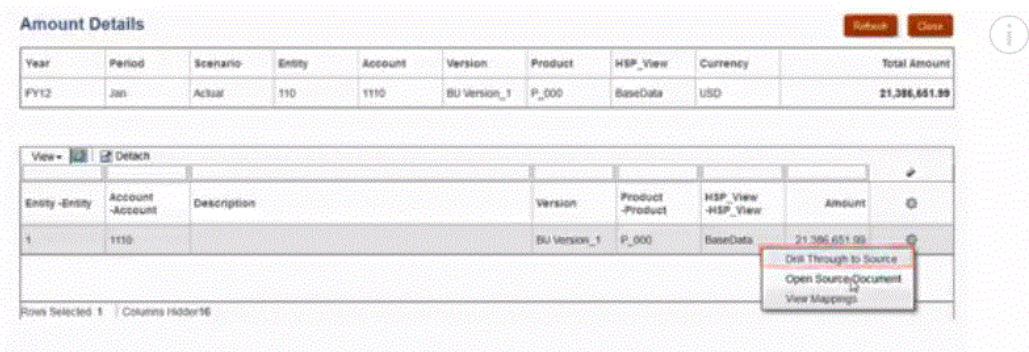 Amount Details
Refresh Close
Year Period Scenario Entity Account Version Product HSP_View Currency Total Amount
FY12 Jan Actual 110 1110 BU Version_1 P_000 BaseData USD 21,386,651.99
View Detach
Entity -Entity Account -Account Description Version Product -Product HSP_View -HSP_View Amount
1 1110 BU Version_1 P_000 BaseData 21,386,651.99
Drill Through to Source
Open Source Document
View Mappings
Rows Selected 1 Columns Hidden 16